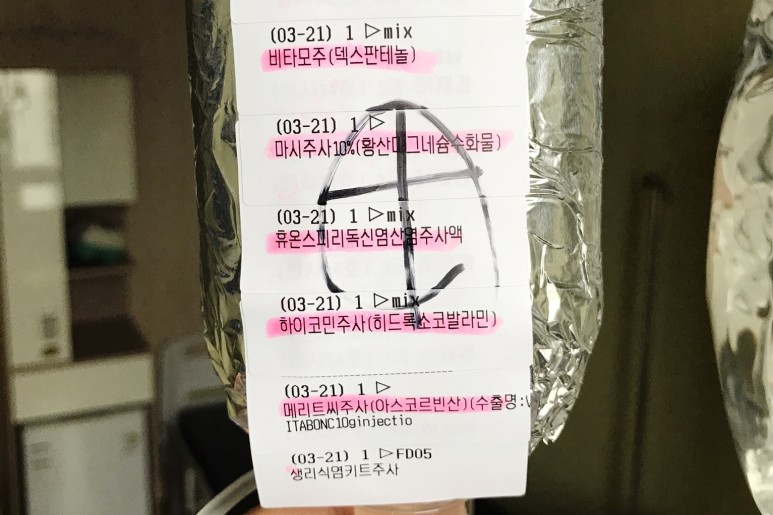 (03-21) 1 ▷mix
비타모주(덱스판테놀)
(03-21) 1 ▷
마시주사10%(황산마그네슘수화물)
(03-21) 1 ▷mix
휴온스피리독신염산염주사액
(03-21) 1 ▷mix
하이코민주사(히드록소코발라민)
(03-21) 1 ▷
메리트씨주사(아스코르빈산)(수출명:V
ITABONC10ginjectio
(03-21) 1 ▷FD05
생리식염키트주사